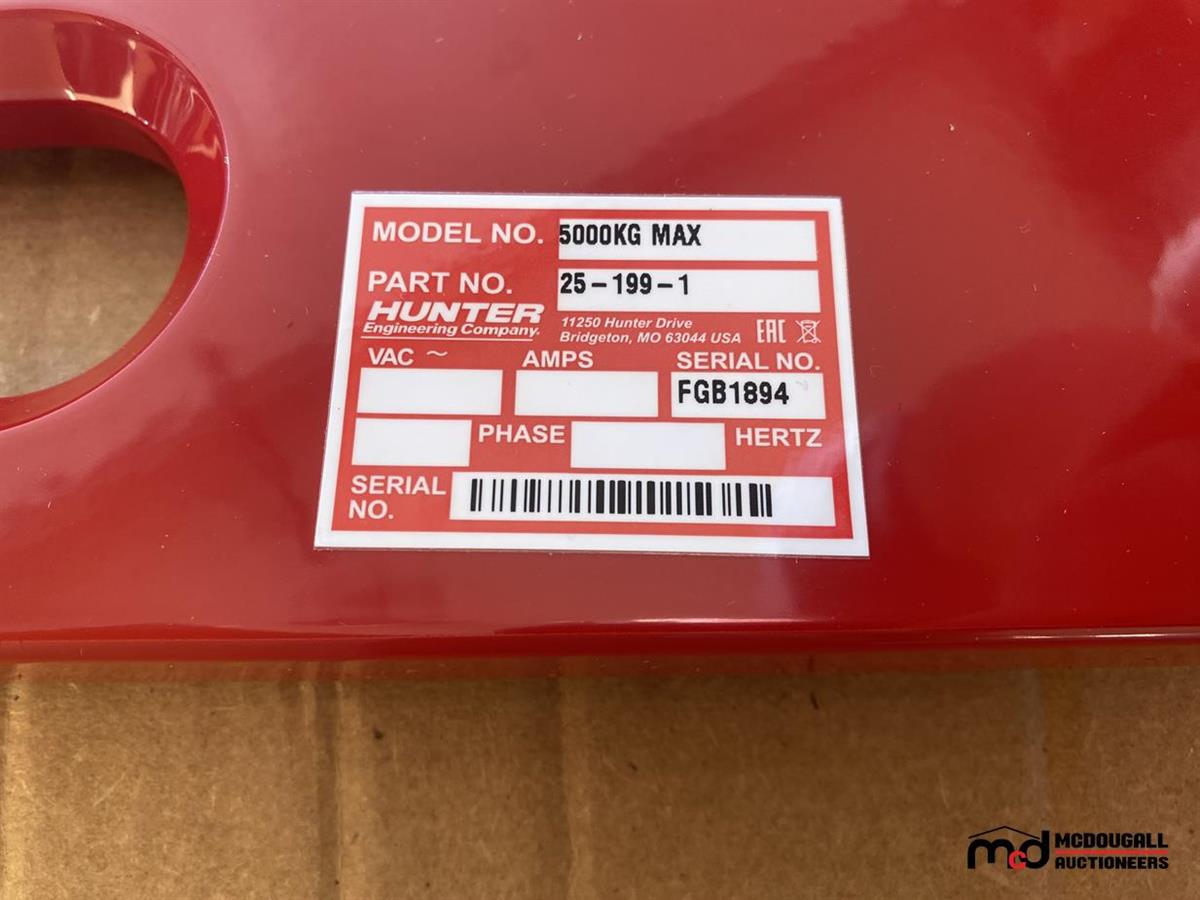 MODEL NO. 5000KG MAX
PART NO. 25-199-1
HUNTER
Engineering Company.
11250 Hunter Drive
Bridgeton, MO 63044 USA
EAC
VAC ~ AMPS SERIAL NO.
FGB1894
PHASE HERTZ
SERIAL
NO.
mcd MCDOUGALL
AUCTIONEERS